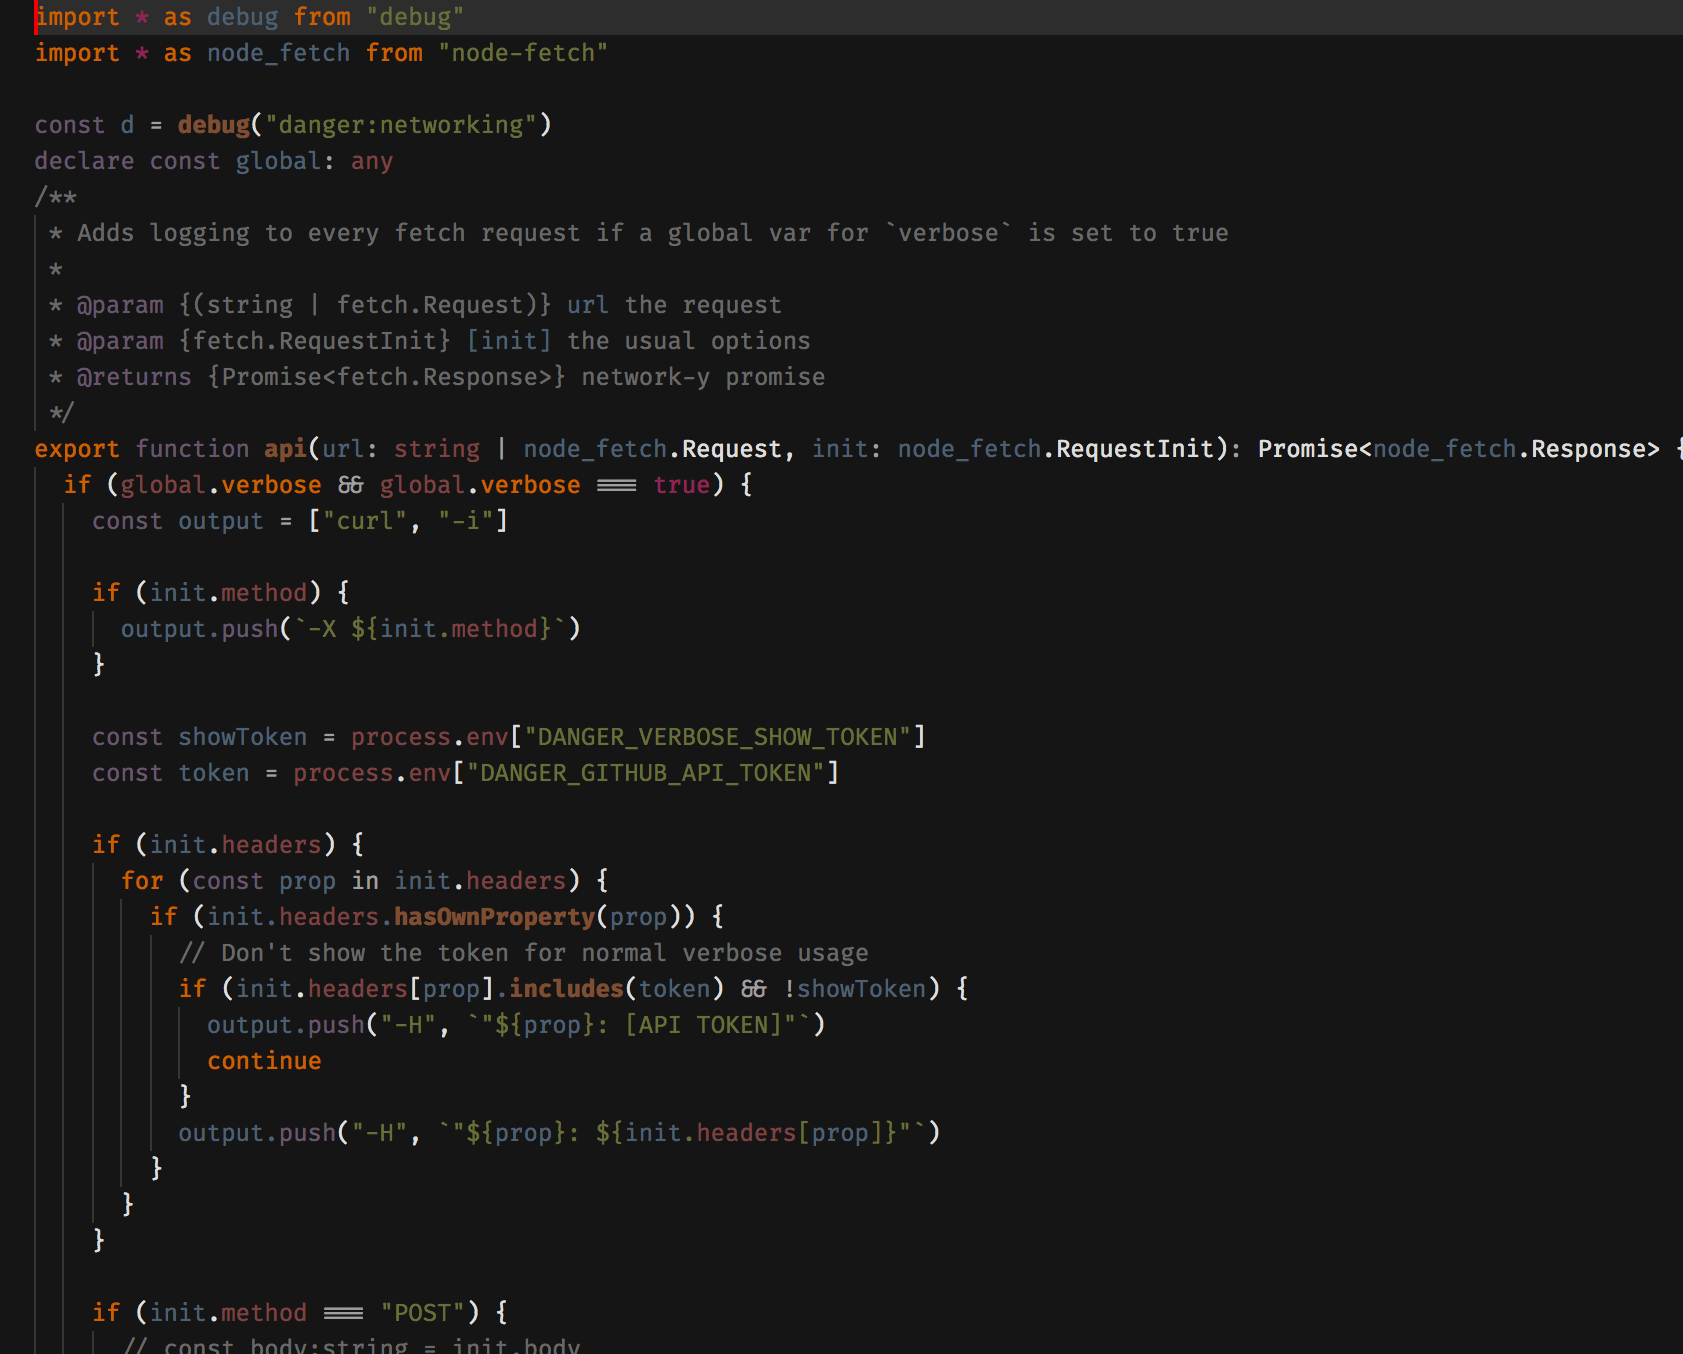 import * as debug from "debug"
import * as node_fetch from "node-fetch"
const d = debug("danger:networking")
declare const global: any
/**
* Adds logging to every fetch request if a global var for `verbose` is set to true
*
* @param {(string | fetch.Request)} url the request
* @param {fetch.RequestInit} [init] the usual options
* @returns {Promise<fetch.Response>} network-y promise
*/
export function api(url: string | node_fetch.Request, init: node_fetch.RequestInit): Promise<node_fetch.Response> {
if (global.verbose && global.verbose === true) {
const output = ["curl", "-i"]
if (init.method) {
output.push(`-X ${init.method}`)
}
const showToken = process.env["DANGER_VERBOSE_SHOW_TOKEN"]
const token = process.env["DANGER_GITHUB_API_TOKEN"]
if (init.headers) {
for (const prop in init.headers) {
if (init.headers.hasOwnProperty(prop)) {
// Don't show the token for normal verbose usage
if (init.headers[prop].includes(token) && !showToken) {
output.push("-H", `"${prop}: [API TOKEN]"`)
continue
}
output.push("-H", `"${prop}: ${init.headers[prop]}"`)
}
}
}
if (init.method === "POST") {
// const body:string = init.body